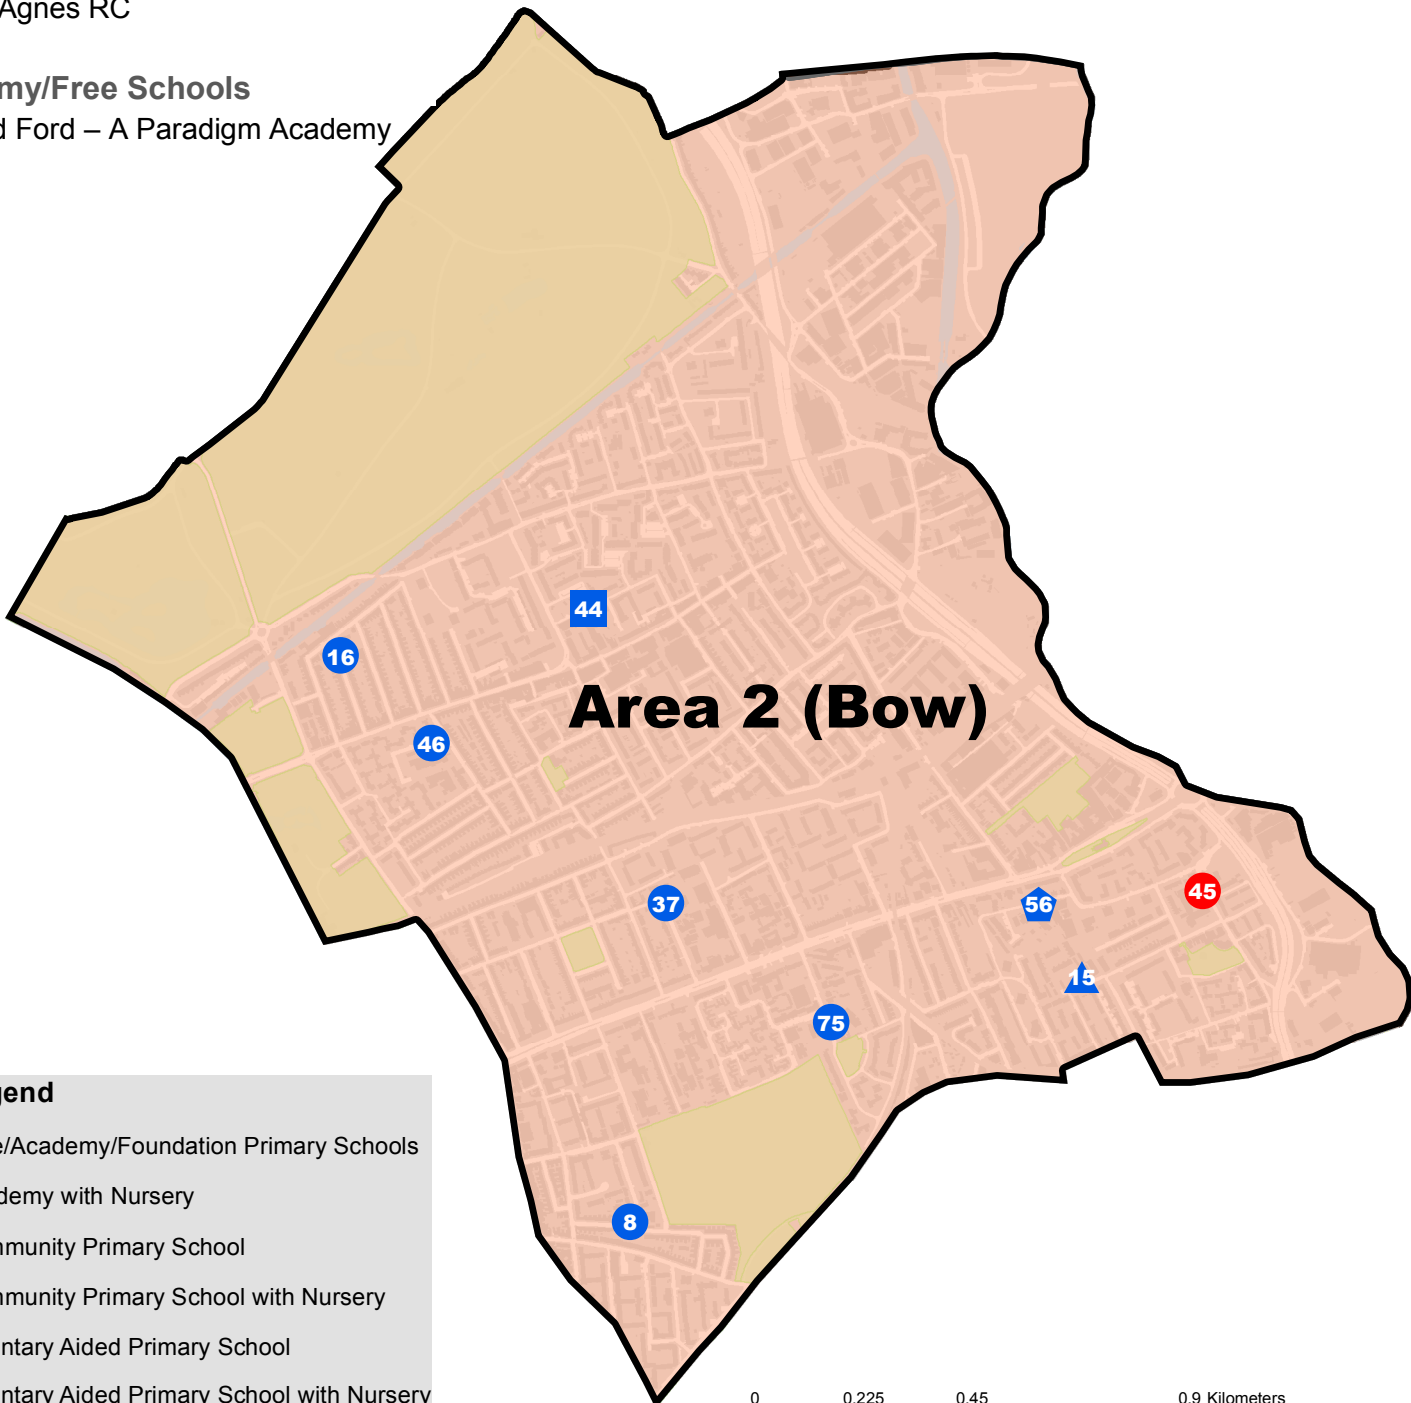 Agnes RC
my/Free Schools
d Ford – A Paradigm Academy
44
16
Area 2 (Bow)
46
45
37
56
15
75
8
gend
e/Academy/Foundation Primary Schools
demy with Nursery
mmunity Primary School
mmunity Primary School with Nursery
ntary Aided Primary School
ntary Aided Primary School with Nursery
0 0.225 0.45 0.9 Kilometers